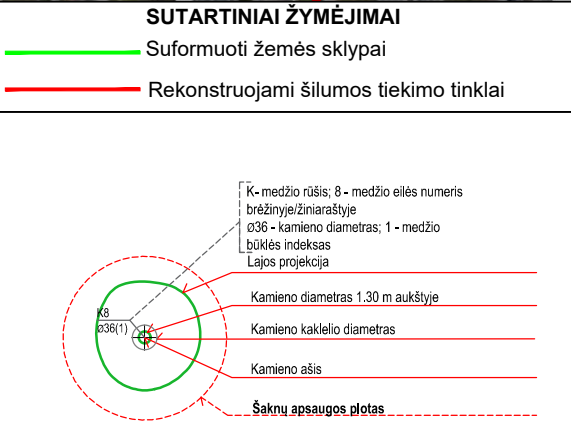 SUTARTINIAI ŽYMĖJIMAI
Suformuoti žemės sklypai
Rekonstruojami šilumos tiekimo tinklai
K- medžio rūšis; 8 - medžio eilės numeris
brėžinyje/žiniaraštyje
Ø36 - kamieno diametras; 1 - medžio
būklės indeksas
Lajos projekcija
Kamieno diametras 1.30 m aukštyje
K8
Ø36(1)
Kamieno kaklelio diametras
Kamieno ašis
Šaknų apsaugos plotas